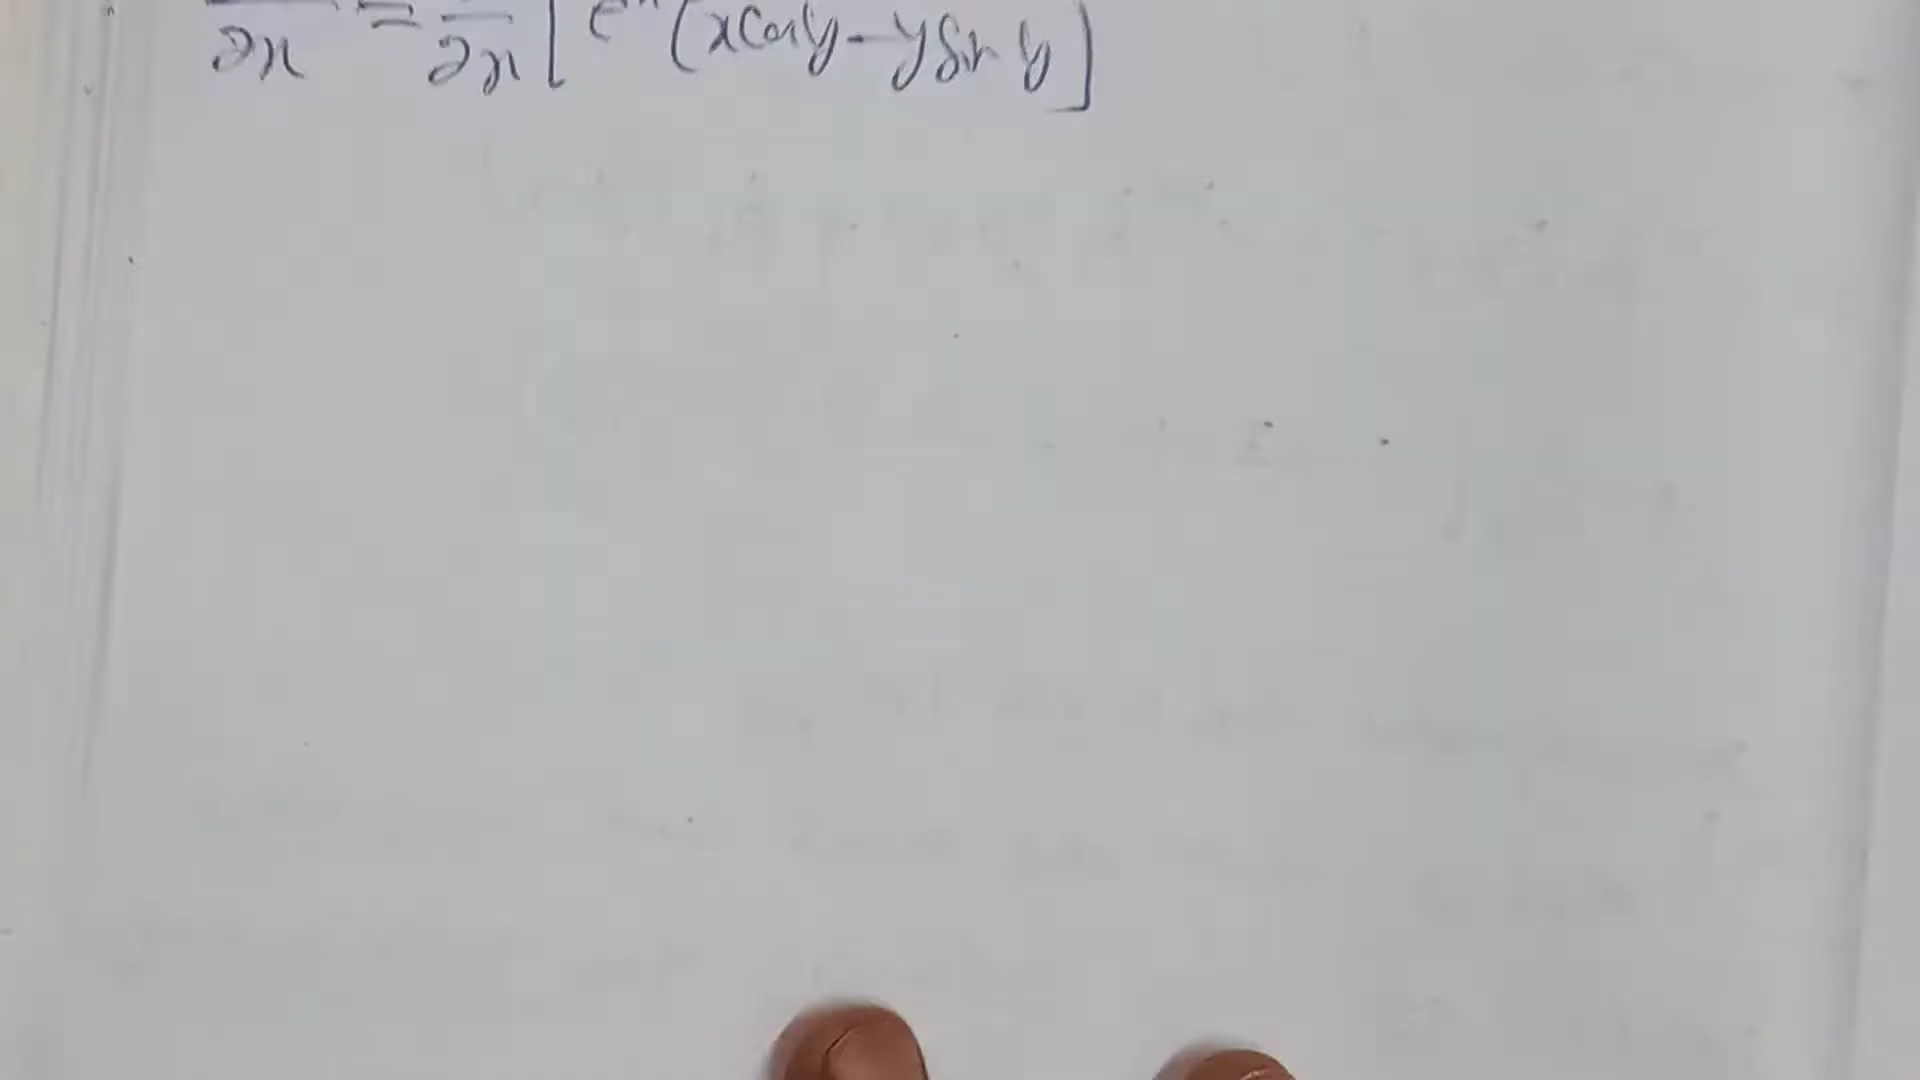 ∂x = ∂x [ e^x (x cos y - y sin y ]